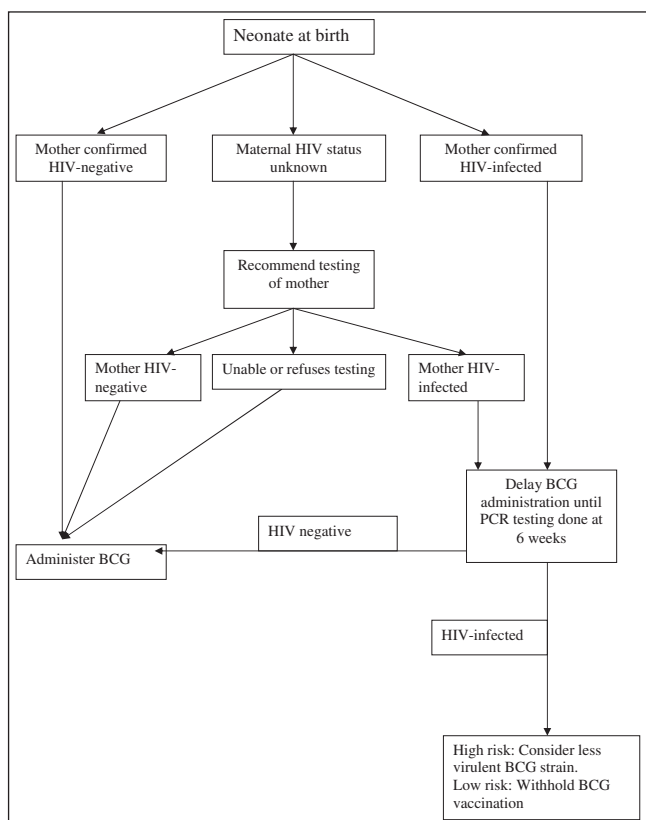 Neonate at birth
Mother confirmed
HIV-negative
Maternal HIV status
unknown
Mother confirmed
HIV-infected
Recommend testing
of mother
Mother HIV-
negative
Unable or refuses testing
Mother HIV-
infected
Delay BCG
administration until
PCR testing done at
6 weeks
HIV negative
Administer BCG
HIV-infected
High risk: Consider less
virulent BCG strain.
Low risk: Withhold BCG
vaccination